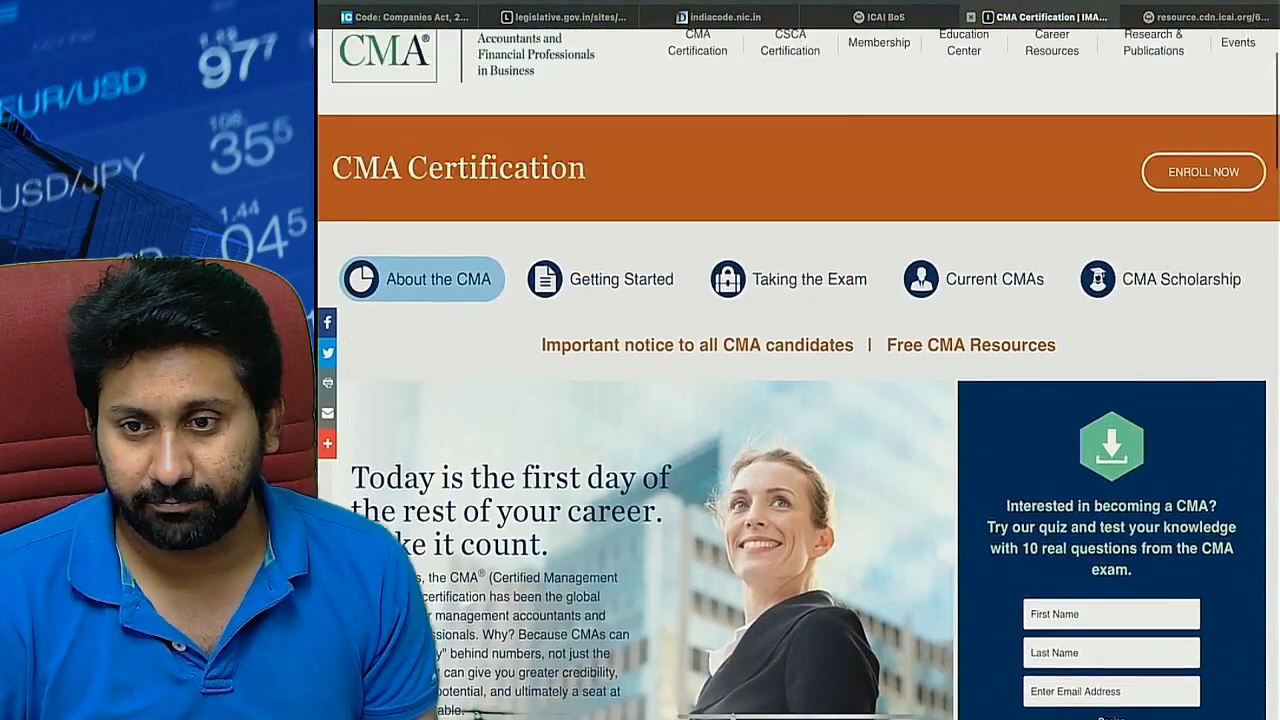 Code: Companies Act, 2...
legislative.gov.in/sites/...
indiacode.nic.in
ICAI BoS
CMA Certification | IMA...
resource.cdn.icai.org/6...
EUR/USD
977
USD/JPY
355
1.44
045
CMA®
Accountants and
Financial Professionals
in Business
CMA
Certification
CSCA
Certification
Membership
Education
Center
Career
Resources
Research &
Publications
Events
CMA Certification
ENROLL NOW
About the CMA
Getting Started
Taking the Exam
Current CMAs
CMA Scholarship
Important notice to all CMA candidates | Free CMA Resources
Today is the first day of
the rest of your career.
ke it count.
s, the CMA® (Certified Management
certification has been the global
management accountants and
ssionals. Why? Because CMAs can
y" behind numbers, not just the
can give you greater credibility,
potential, and ultimately a seat at
able.
Interested in becoming a CMA?
Try our quiz and test your knowledge
with 10 real questions from the CMA
exam.
First Name
Last Name
Enter Email Address